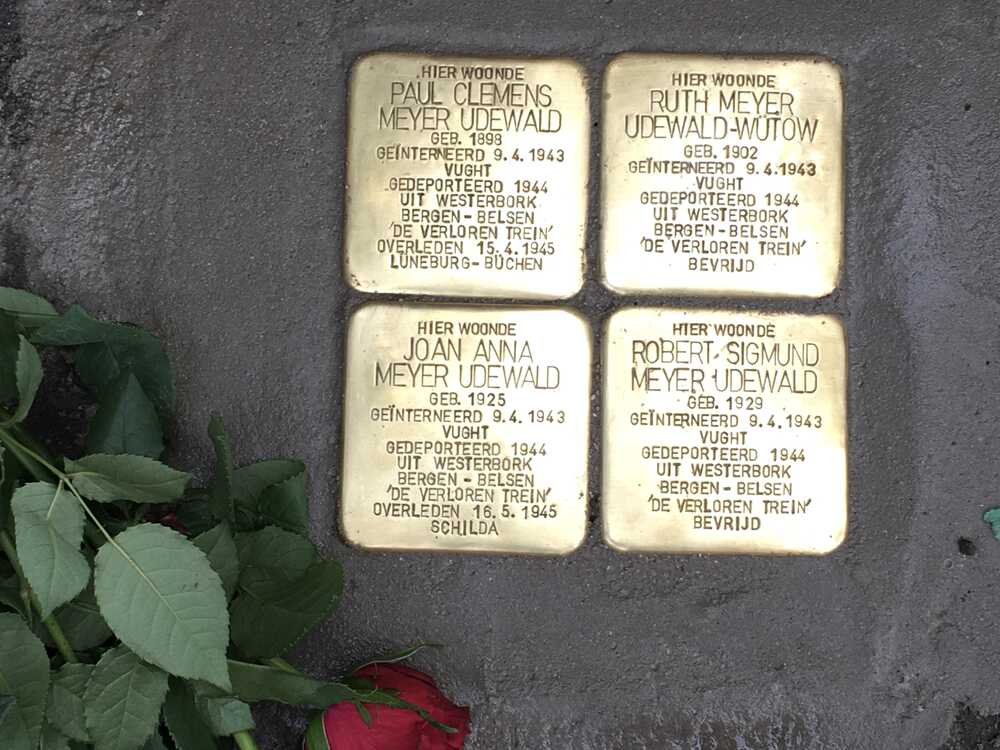 HIER WOONDE
PAUL CLEMENS
MEYER UDEWALD
GEB. 1898
GEÏNTERNEERD 9.4.1943
VUGHT
GEDEPORTEERD 1944
UIT WESTERBORK
BERGEN-BELSEN
'DE VERLOREN TREIN'
OVERLEDEN 15.4.1945
LÜNEBURG-BÜCHEN
HIER WOONDE
RUTH MEYER
UDEWALD-WÜTOW
GEB. 1902
GEÏNTERNEERD 9.4.1943
VUGHT
GEDEPORTEERD 1944
UIT WESTERBORK
BERGEN-BELSEN
'DE VERLOREN TREIN'
BEVRIJD
HIER WOONDE
JOAN ANNA
MEYER UDEWALD
GEB. 1925
GEÏNTERNEERD 9.4.1943
VUGHT
GEDEPORTEERD 1944
UIT WESTERBORK
BERGEN-BELSEN
'DE VERLOREN TREIN'
OVERLEDEN 16.5.1945
SCHILDA
HIER WOONDE
ROBERT SIGMUND
MEYER UDEWALD
GEB. 1929
GEÏNTERNEERD 9.4.1943
VUGHT
GEDEPORTEERD 1944
UIT WESTERBORK
BERGEN-BELSEN
'DE VERLOREN TREIN'
BEVRIJD